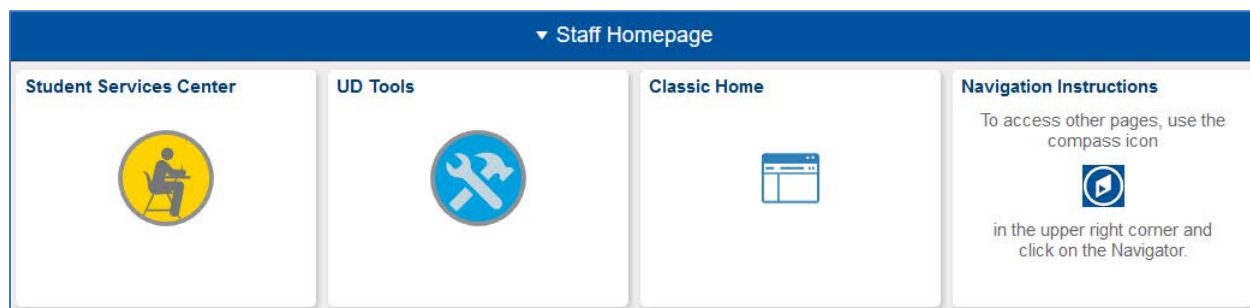 Staff Homepage
Student Services Center
UD Tools
Classic Home
Navigation Instructions
To access other pages, use the
compass icon
in the upper right corner and
click on the Navigator.